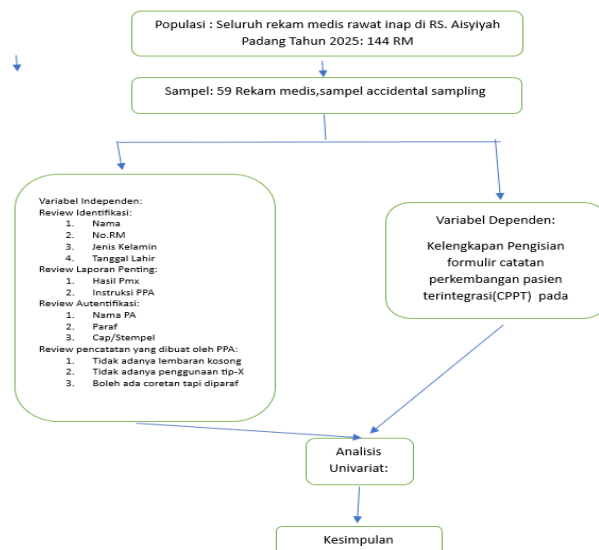 Populasi : Seluruh rekam medis rawat inap di RS. Aisyiyah
Padang Tahun 2025: 144 RM
Sampel: 59 Rekam medis,sampel accidental sampling
Variabel Independen:
Review Identifikasi:
1. Nama
2. No.RM
3. Jenis Kelamin
4. Tanggal Lahir
Review Laporan Penting:
1. Hasil Pmx
2. Instruksi PPA
Review Autentifikasi:
1. Nama PA
2. Paraf
3. Cap/Stempel
Review pencatatan yang dibuat oleh PPA:
1. Tidak adanya lembaran kosong
2. Tidak adanya penggunaan tip-X
3. Boleh ada coretan tapi diparaf
Variabel Dependen:
Kelengkapan Pengisian
formulir catatan
perkembangan pasien
terintegrasi(CPPT) pada
Analisis
Univariat:
Kesimpulan